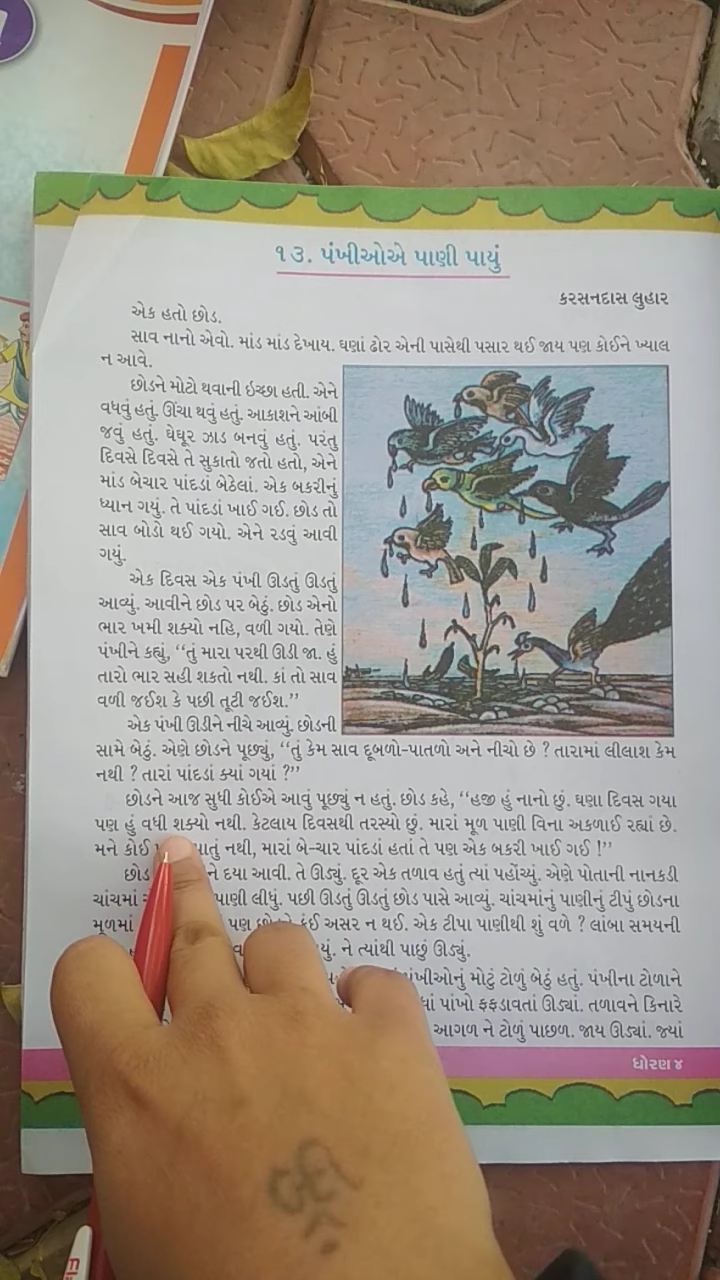 ૧૩. પંખીઓએ પાણી પાયું
કરસનદાસ લુહાર
એક હતો છોડ.
સાવ નાનો એવો. માંડ માંડ દેખાય. ઘણાં ઢોર એની પાસેથી પસાર થઈ જાય પણ કોઈને ખ્યાલ
ન આવે.
છોડને મોટો થવાની ઇચ્છા હતી. એને
વધવું હતું. ઊંચા થવું હતું. આકાશને આંબી
જવું હતું. ઘેઘૂર ઝાડ બનવું હતું. પરંતુ
દિવસે દિવસે તે સુકાતો જતો હતો, એને
માંડ બેચાર પાંદડાં બેઠેલાં. એક બકરીનું
ધ્યાન ગયું. તે પાંદડાં ખાઈ ગઈ. છોડ તો
સાવ બોડો થઈ ગયો. એને રડવું આવી
ગયું.
એક દિવસ એક પંખી ઊડતું ઊડતું
આવ્યું. આવીને છોડ પર બેઠું. છોડ એનો
ભાર ખમી શક્યો નહિ, વળી ગયો. તેણે
પંખીને કહ્યું, ‘‘તું મારા પરથી ઊડી જા. હું
તારો ભાર સહી શકતો નથી. કાં તો સાવ
વળી જઈશ કે પછી તૂટી જઈશ.’’
એક પંખી ઊડીને નીચે આવ્યું. છોડની
સામે બેઠું. એણે છોડને પૂછ્યું, ‘‘તું કેમ સાવ દૂબળો-પાતળો અને નીચો છે ? તારામાં લીલાશ કેમ
નથી ? તારાં પાંદડાં ક્યાં ગયાં ?’’
છોડને આજ સુધી કોઈએ આવું પૂછ્યું ન હતું. છોડ કહે, ‘‘હજી હું નાનો છું. ઘણા દિવસ ગયા
પણ હું વધી શક્યો નથી. કેટલાય દિવસથી તરસ્યો છું. મારાં મૂળ પાણી વિના અકળાઈ રહ્યાં છે.
મને કોઈ પાતું નથી, મારાં બે-ચાર પાંદડાં હતાં તે પણ એક બકરી ખાઈ ગઈ !’’
છોડ ને દયા આવી. તે ઊડ્યું. દૂર એક તળાવ હતું ત્યાં પહોંચ્યું. એણે પોતાની નાનકડી
ચાંચમાં પાણી લીધું. પછી ઊડતું ઊડતું છોડ પાસે આવ્યું. ચાંચમાંનું પાણીનું ટીપું છોડના
મૂળમાં પણ છોડને કંઈ અસર ન થઈ. એક ટીપા પાણીથી શું વળે ? લાંબા સમયની
ને ત્યાંથી પાછું ઊડ્યું.
પંખીઓનું મોટું ટોળું બેઠું હતું. પંખીના ટોળાને
પાંખો ફફડાવતાં ઊડ્યાં. તળાવને કિનારે
આગળ ને ટોળું પાછળ. જાય ઊડ્યાં. જ્યાં
ધોરણ ૪